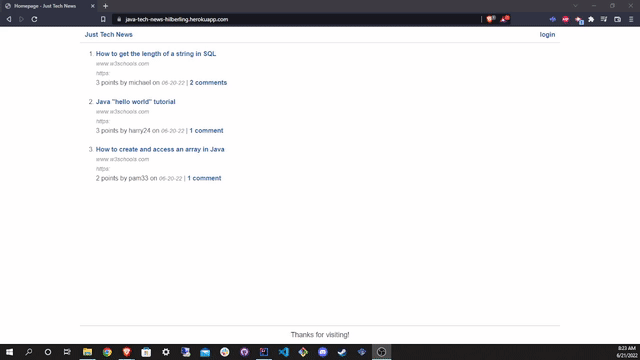 Homepage - Just Tech News
java-tech-news-hilberling.herokuapp.com
Just Tech News
login
1. How to get the length of a string in SQL
www.w3schools.com
https:
3 points by michael on 06-20-22 | 2 comments
2. Java "hello world" tutorial
www.w3schools.com
https:
3 points by harry24 on 06-20-22 | 1 comment
3. How to create and access an array in Java
www.w3schools.com
https:
2 points by pam33 on 06-20-22 | 1 comment
Thanks for visiting!
8:23 AM
6/21/2022